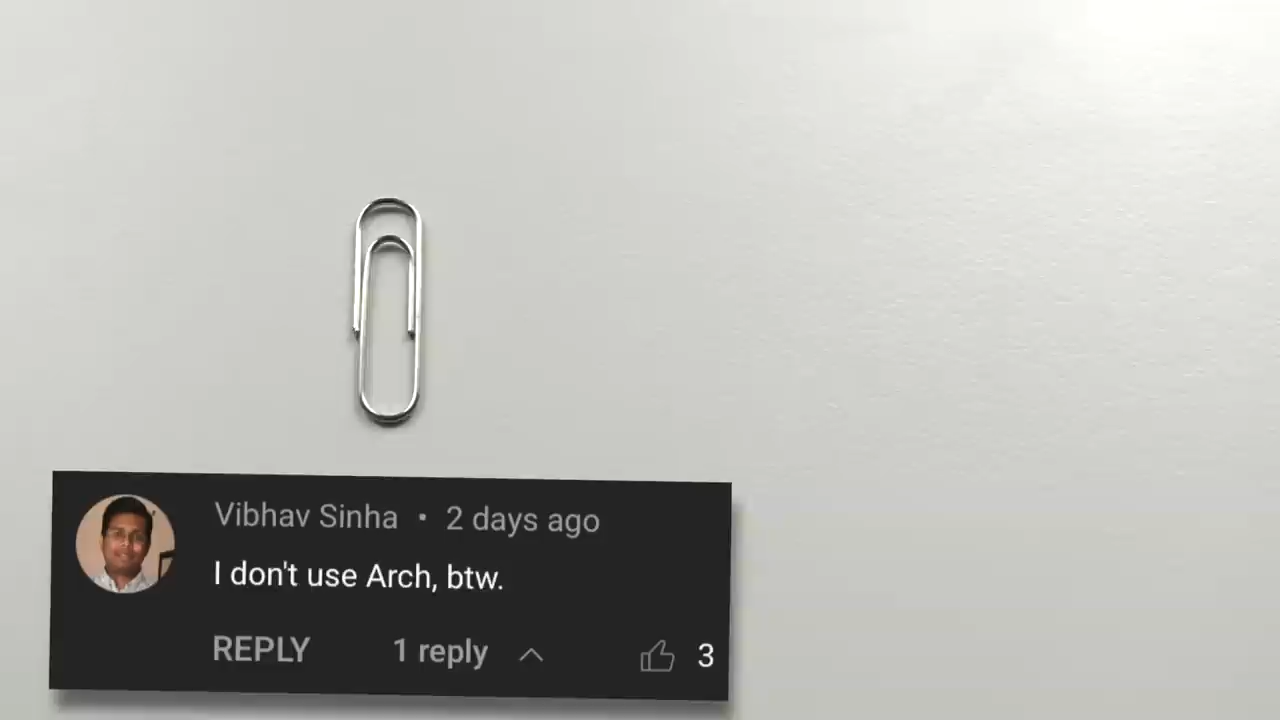 Vibhav Sinha • 2 days ago
I don't use Arch, btw.
REPLY 1 reply 3